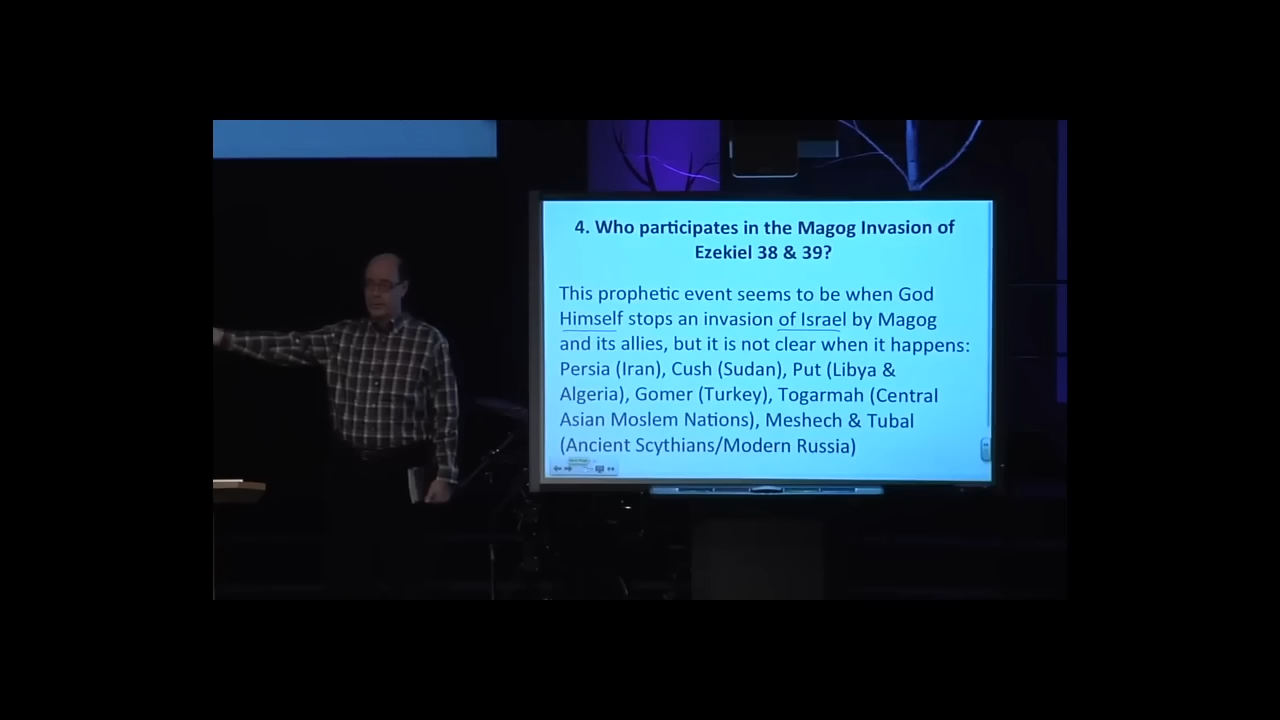 4. Who participates in the Magog Invasion of
Ezekiel 38 & 39?
This prophetic event seems to be when God
Himself stops an invasion of Israel by Magog
and its allies, but it is not clear when it happens:
Persia (Iran), Cush (Sudan), Put (Libya &
Algeria), Gomer (Turkey), Togarmah (Central
Asian Moslem Nations), Meshech & Tubal
(Ancient Scythians/Modern Russia)